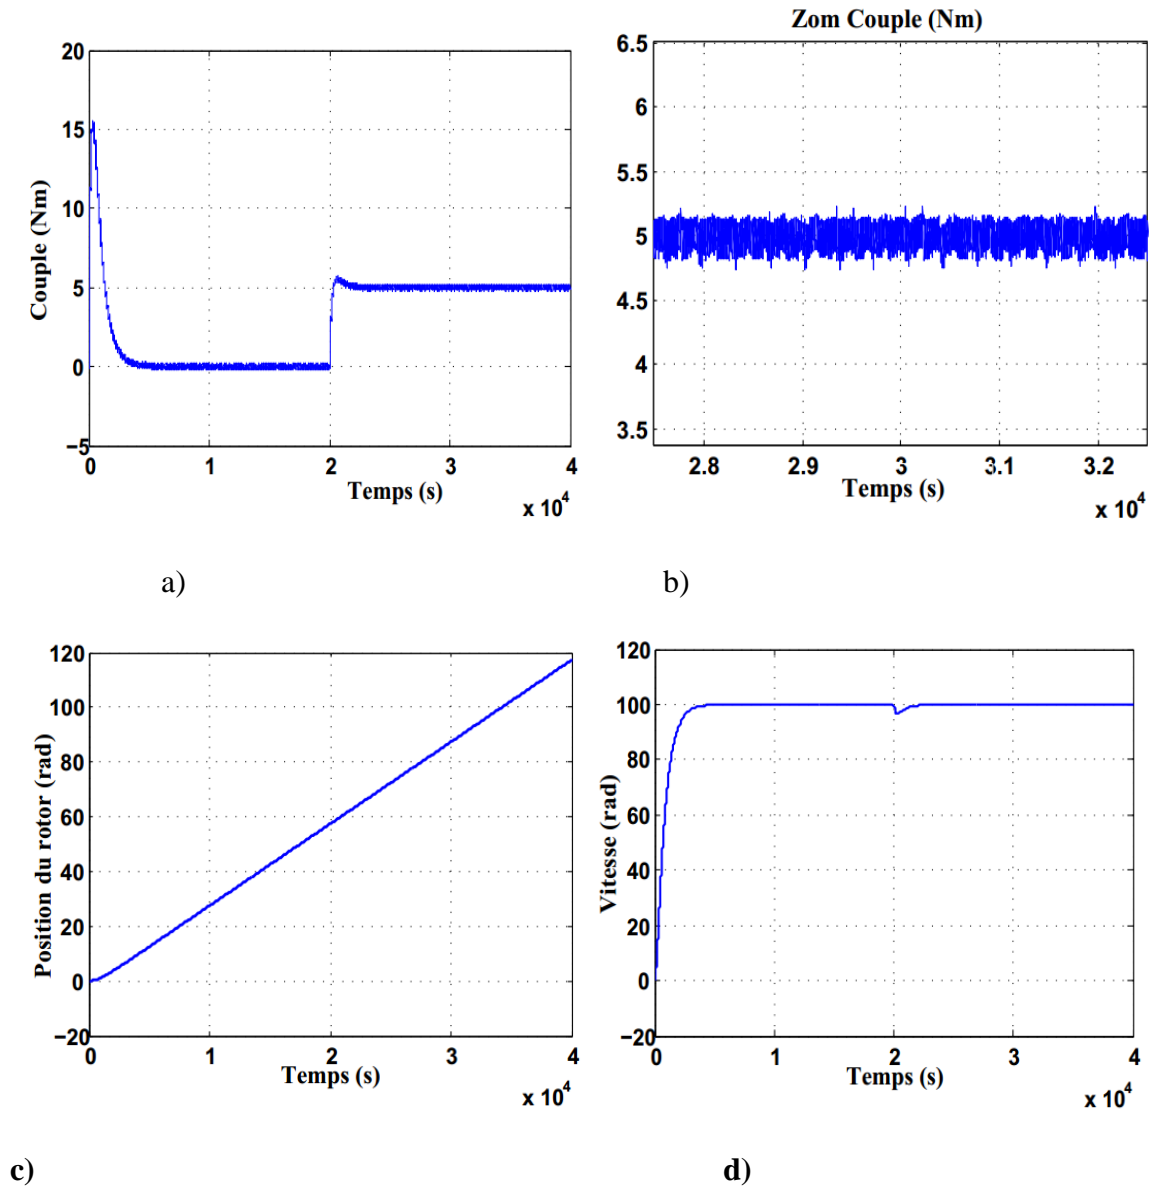 Couple (Nm)
20
15
10
5
0
−5
0 1 2 3 4
Temps (s)
x 10^4
a)
Zom Couple (Nm)
6.5
6
5.5
5
4.5
4
3.5
2.8 2.9 3 3.1 3.2
Temps (s)
x 10^4
b)
Position du rotor (rad)
120
100
80
60
40
20
0
−20
0 1 2 3 4
Temps (s)
x 10^4
c)
Vitesse (rad)
120
100
80
60
40
20
0
−20
0 1 2 3 4
Temps (s)
x 10^4
d)